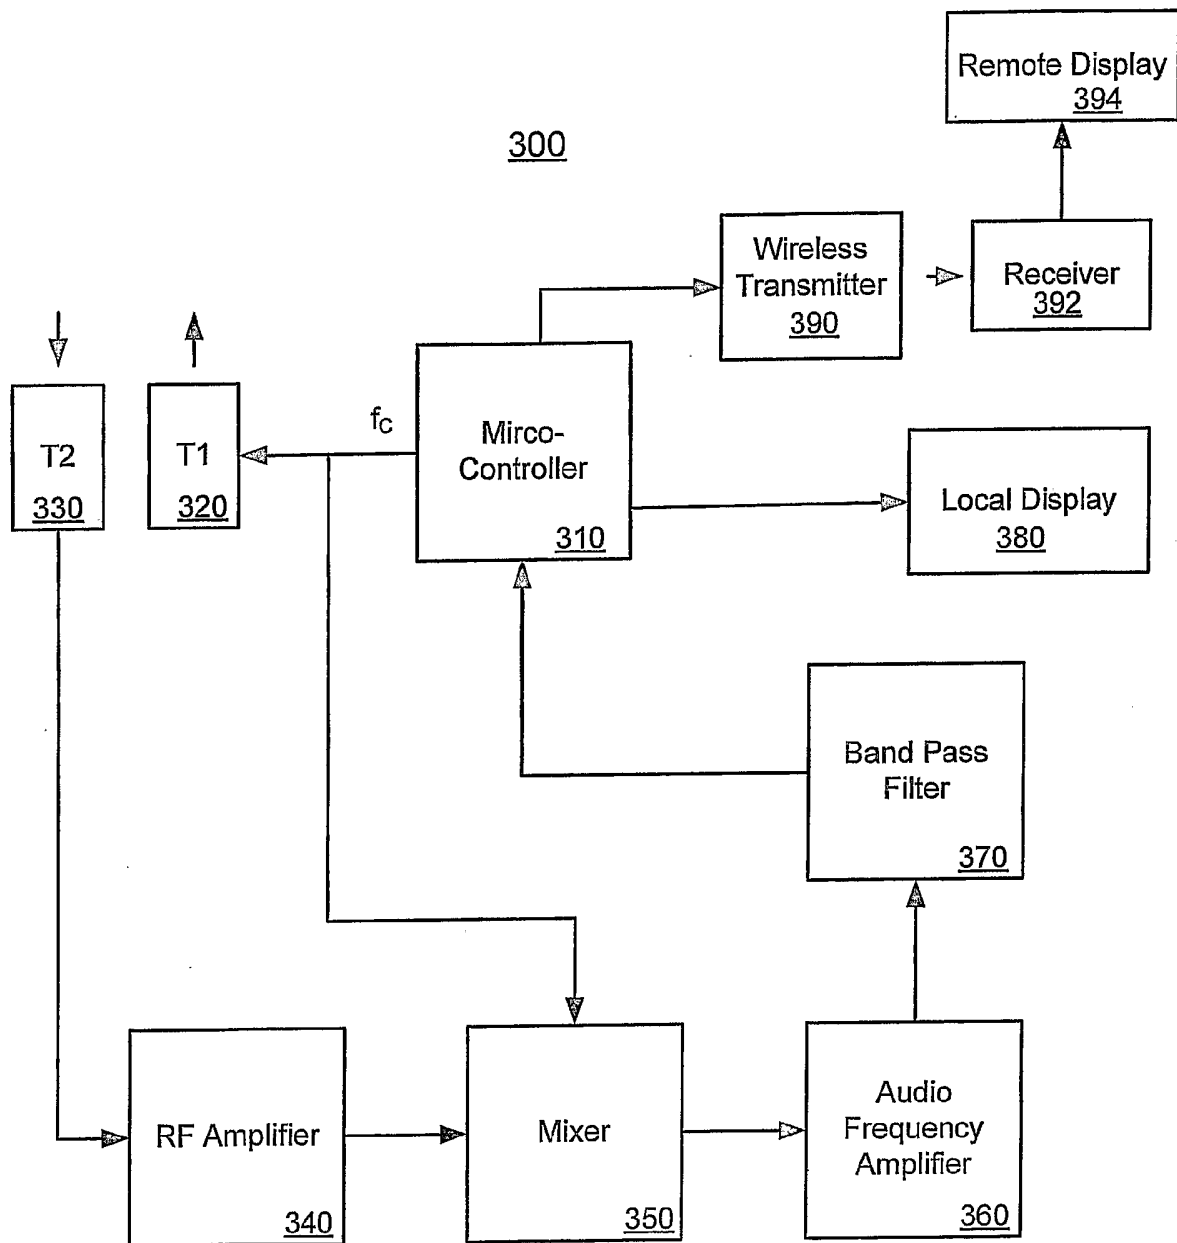 Remote Display
394
300
Wireless
Transmitter
390
Receiver
392
T2
330
T1
320
fc
Mirco-
Controller
310
Local Display
380
Band Pass
Filter
370
RF Amplifier
340
Mixer
350
Audio
Frequency
Amplifier
360